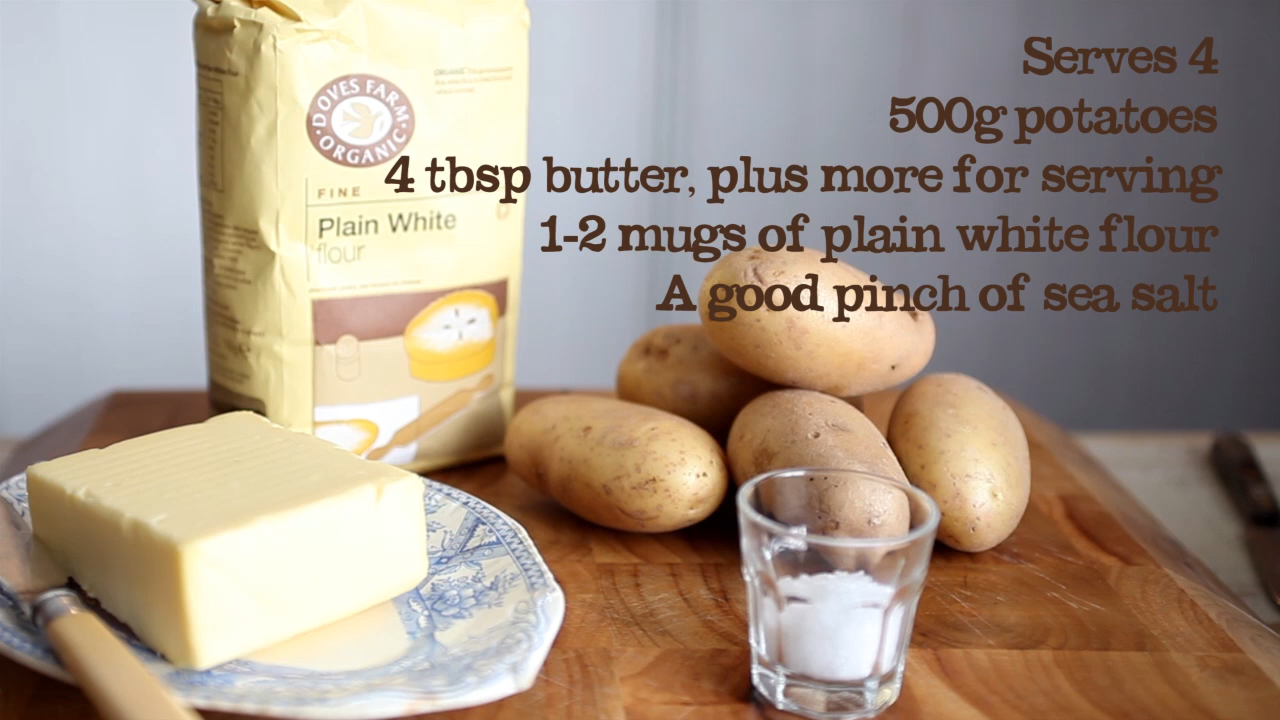 Serves 4
500g potatoes
4 tbsp butter, plus more for serving
1-2 mugs of plain white flour
A good pinch of sea salt
DOVES FARM
ORGANIC
FINE
Plain White
flour